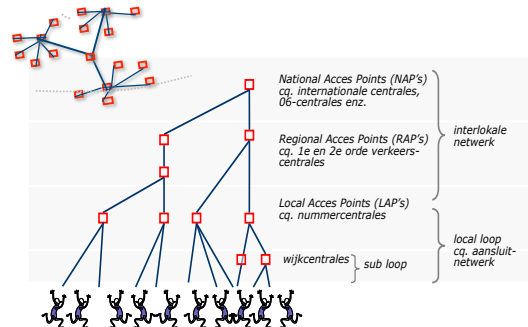 National Acces Points (NAP's)
cq. internationale centrales,
06-centrales enz.
Regional Acces Points (RAP's)
cq. 1e en 2e orde verkeers-
centrales
interlokale
netwerk
Local Acces Points (LAP's)
cq. nummercentrales
local loop
cq. aansluit-
netwerk
wijkcentrales
sub loop